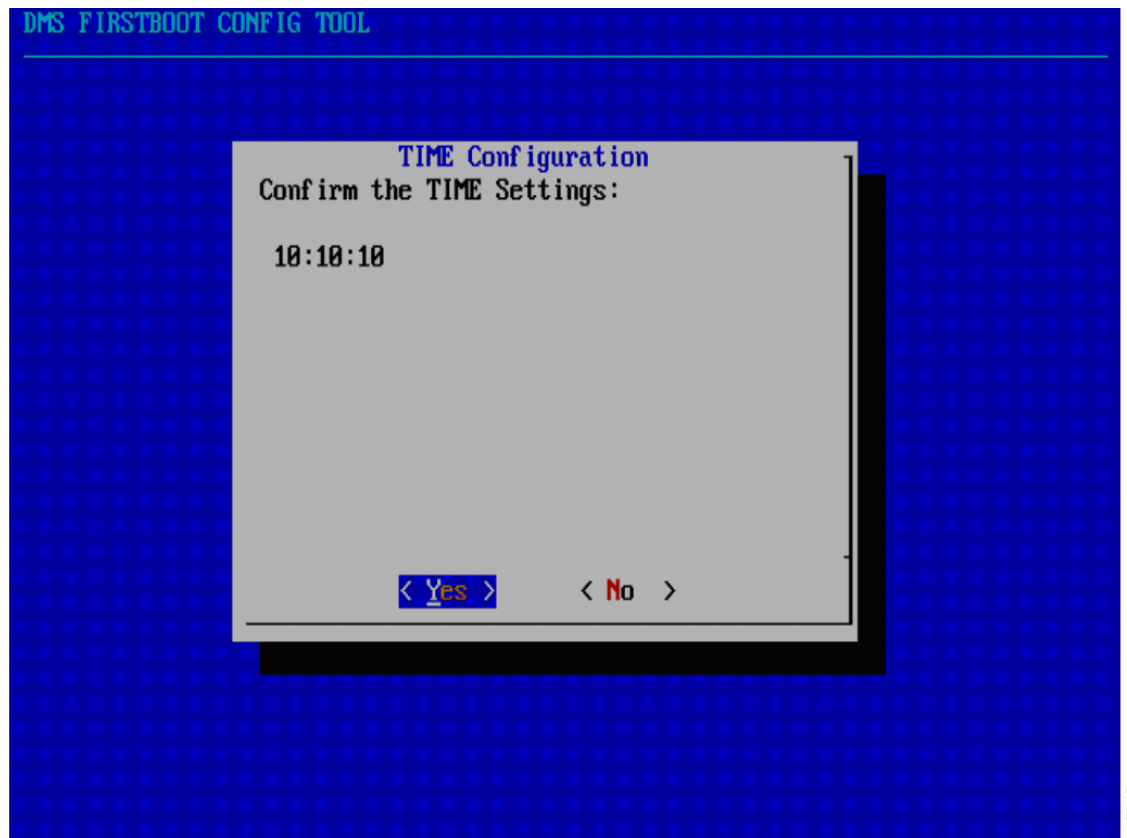 DMS FIRSTBOOT CONFIG TOOL
TIME Configuration
Confirm the TIME Settings:
10:10:10
< Yes > < No >